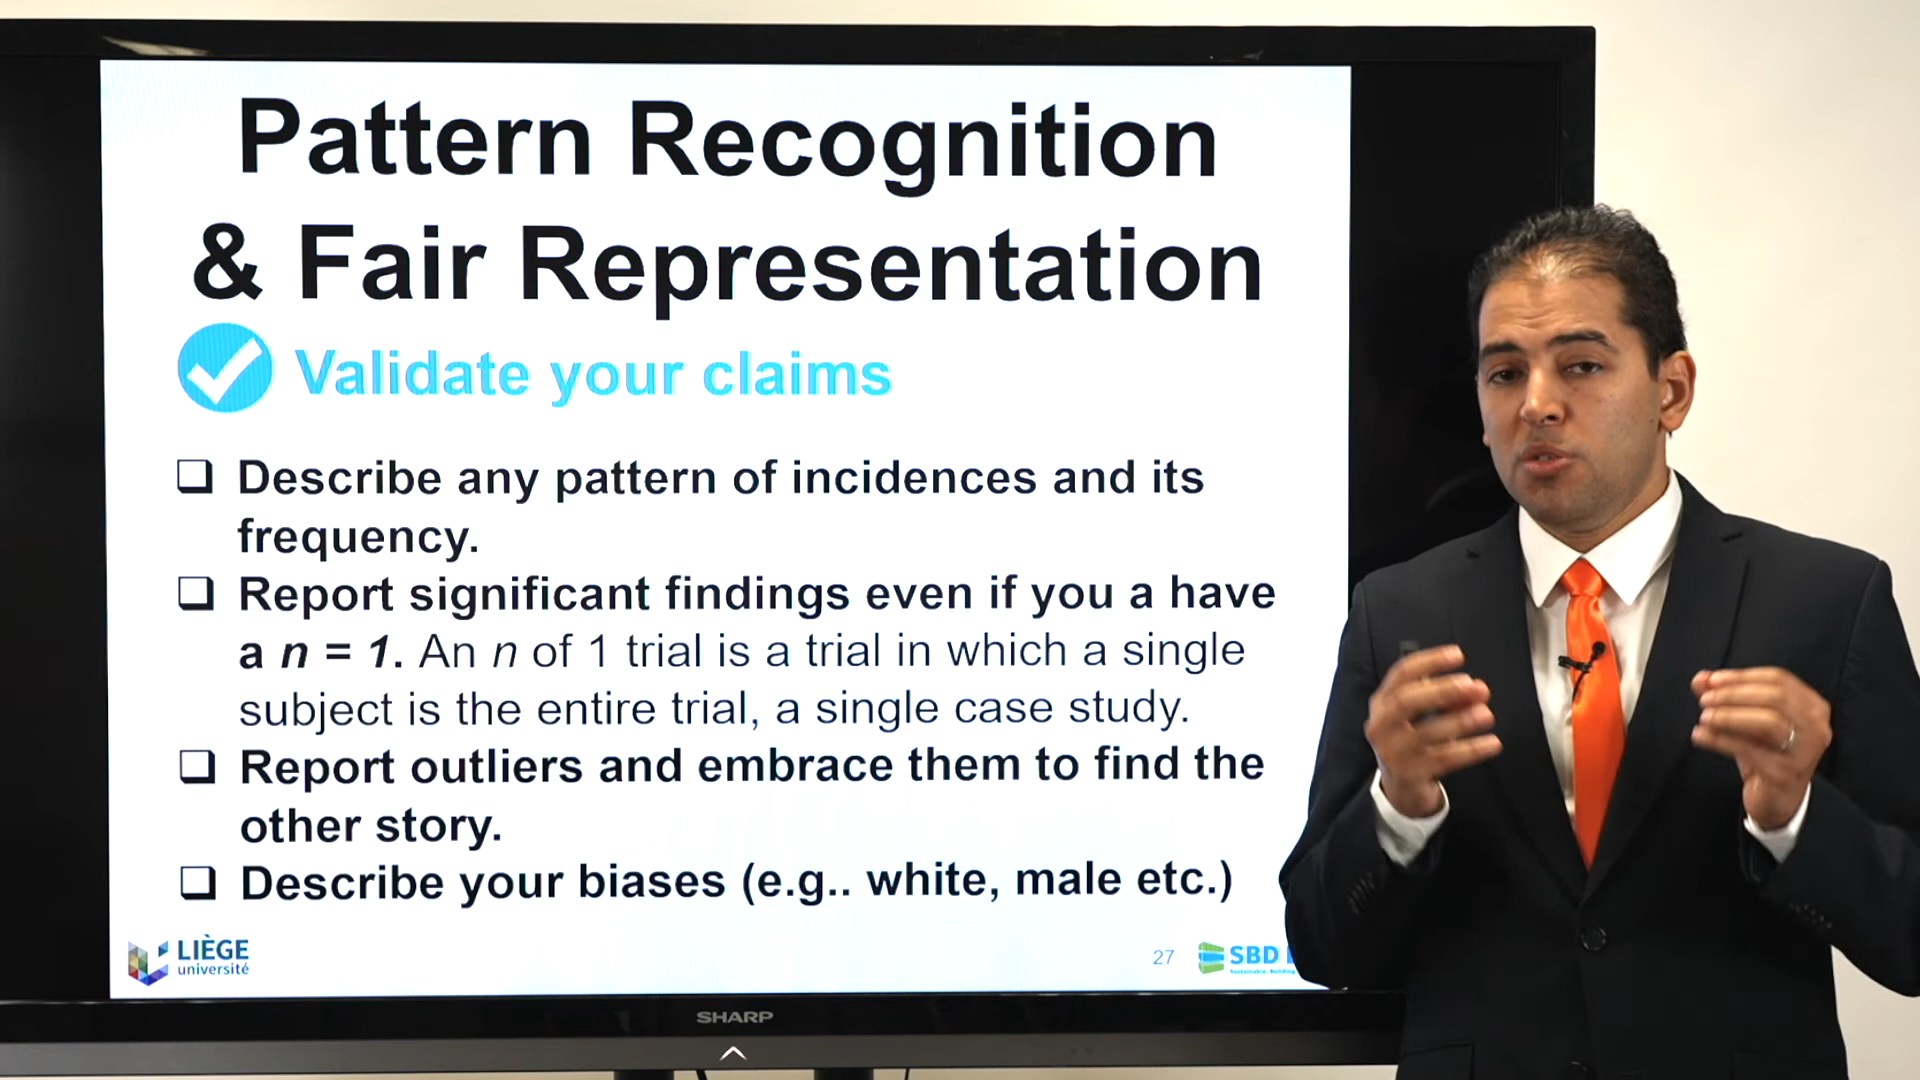 Pattern Recognition
& Fair Representation
Validate your claims
Describe any pattern of incidences and its
frequency.
Report significant findings even if you a have
a n = 1. An n of 1 trial is a trial in which a single
subject is the entire trial, a single case study.
Report outliers and embrace them to find the
other story.
Describe your biases (e.g.. white, male etc.)
LIÈGE
université
27
SBD
Sustainable. Building
SHARP